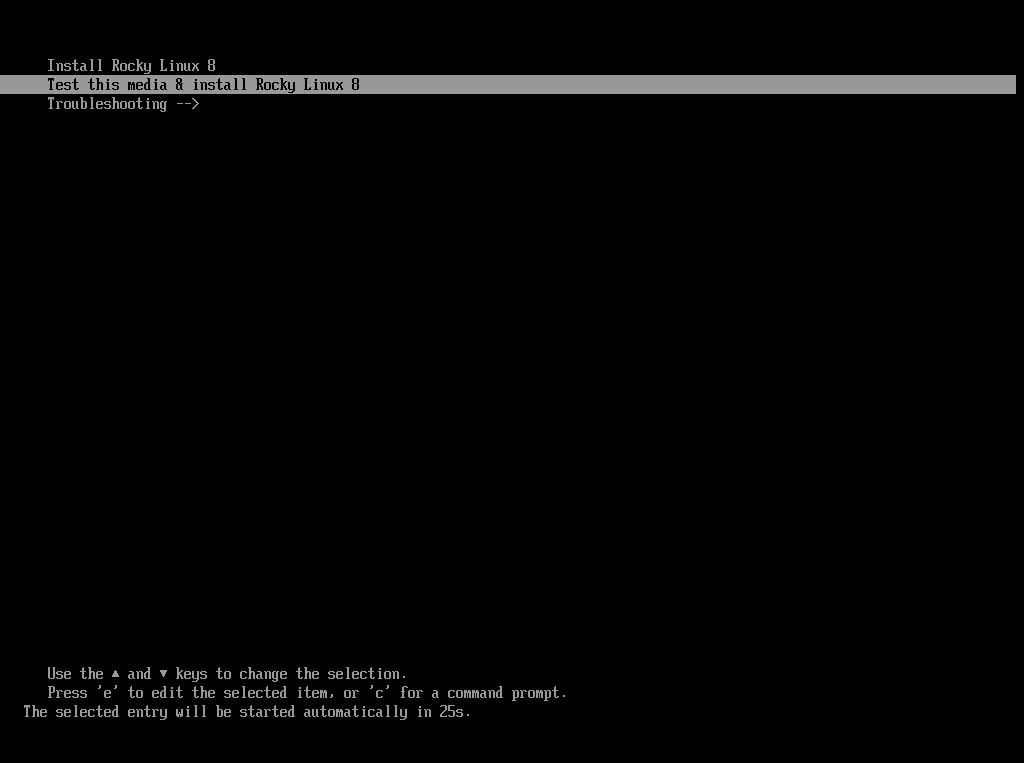 Install Rocky Linux 8
Test this media & install Rocky Linux 8
Troubleshooting -->
Use the ▲ and ▼ keys to change the selection.
Press 'e' to edit the selected item, or 'c' for a command prompt.
The selected entry will be started automatically in 25s.